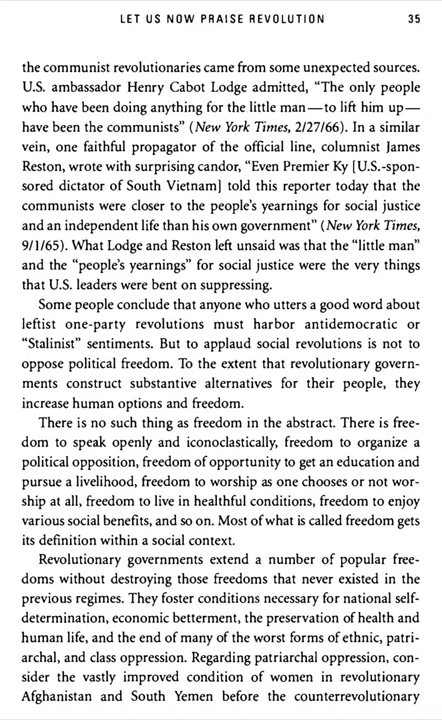 LET US NOW PRAISE REVOLUTION 35
the communist revolutionaries came from some unexpected sources.
U.S. ambassador Henry Cabot Lodge admitted, “The only people
who have been doing anything for the little man—to lift him up—
have been the communists” (New York Times, 2/27/66). In a similar
vein, one faithful propagator of the official line, columnist James
Reston, wrote with surprising candor, “Even Premier Ky [U.S.-spon-
sored dictator of South Vietnam] told this reporter today that the
communists were closer to the people’s yearnings for social justice
and an independent life than his own government” (New York Times,
9/1/65). What Lodge and Reston left unsaid was that the “little man”
and the “people’s yearnings” for social justice were the very things
that U.S. leaders were bent on suppressing.
Some people conclude that anyone who utters a good word about
leftist one-party revolutions must harbor antidemocratic or
“Stalinist” sentiments. But to applaud social revolutions is not to
oppose political freedom. To the extent that revolutionary govern-
ments construct substantive alternatives for their people, they
increase human options and freedom.
There is no such thing as freedom in the abstract. There is free-
dom to speak openly and iconoclastically, freedom to organize a
political opposition, freedom of opportunity to get an education and
pursue a livelihood, freedom to worship as one chooses or not wor-
ship at all, freedom to live in healthful conditions, freedom to enjoy
various social benefits, and so on. Most of what is called freedom gets
its definition within a social context.
Revolutionary governments extend a number of popular free-
doms without destroying those freedoms that never existed in the
previous regimes. They foster conditions necessary for national self-
determination, economic betterment, the preservation of health and
human life, and the end of many of the worst forms of ethnic, patri-
archal, and class oppression. Regarding patriarchal oppression, con-
sider the vastly improved condition of women in revolutionary
Afghanistan and South Yemen before the counterrevolutionary